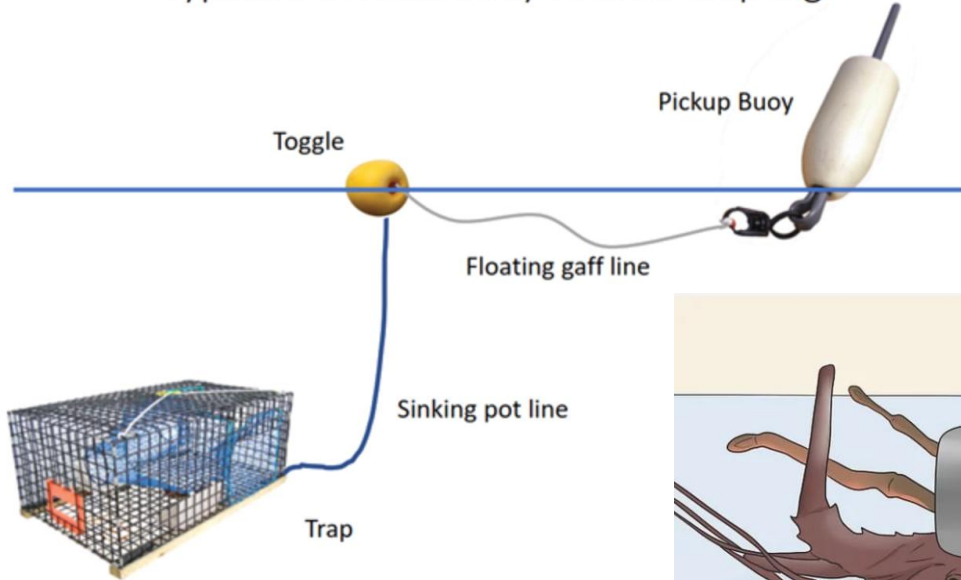 Pickup Buoy
Toggle
Floating gaff line
Sinking pot line
Trap